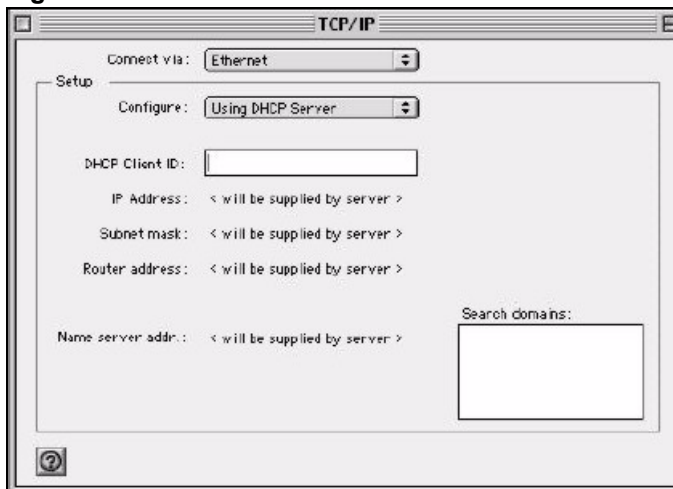 TCP/IP
Connect via: Ethernet
Setup
Configure: Using DHCP Server
DHCP Client ID:
IP Address: < will be supplied by server >
Subnet mask: < will be supplied by server >
Router address: < will be supplied by server >
Search domains:
Name server addr.: < will be supplied by server >
?